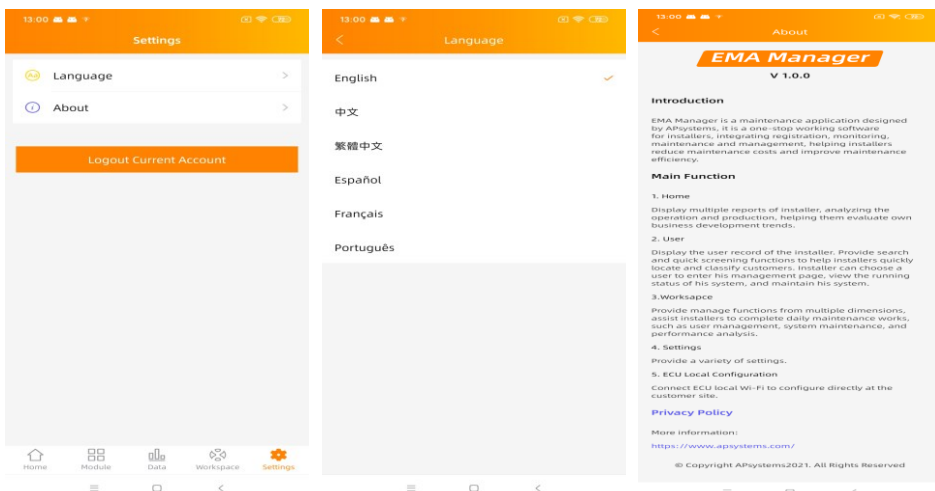 13:00
Settings
Language
About
Logout Current Account
Home
Module
Data
Workspace
Settings
13:00
Language
English
中文
繁體中文
Español
Français
Português
13:00
About
EMA Manager
V 1.0.0
Introduction
EMA Manager is a maintenance application designed
by APsystems, it is a one-stop working software
for installers, integrating registration, monitoring,
maintenance and management, helping installers
reduce maintenance costs and improve maintenance
efficiency.
Main Function
1. Home
Display multiple reports of installer, analyzing the
operation and production, helping them evaluate own
business development trends.
2. User
Display the user record of the installer. Provide search
and quick screening functions to help installers quickly
locate and classify customers. Installer can choose a
user to enter his management page, view the running
status of his system, and maintain his system.
3.Worksapce
Provide manage functions from multiple dimensions,
assist installers to complete daily maintenance works,
such as user management, system maintenance, and
performance analysis.
4. Settings
Provide a variety of settings.
5. ECU Local Configuration
Connect ECU local Wi-Fi to configure directly at the
customer site.
Privacy Policy
More information:
https://www.apsystems.com/
© Copyright APsystems2021. All Rights Reserved